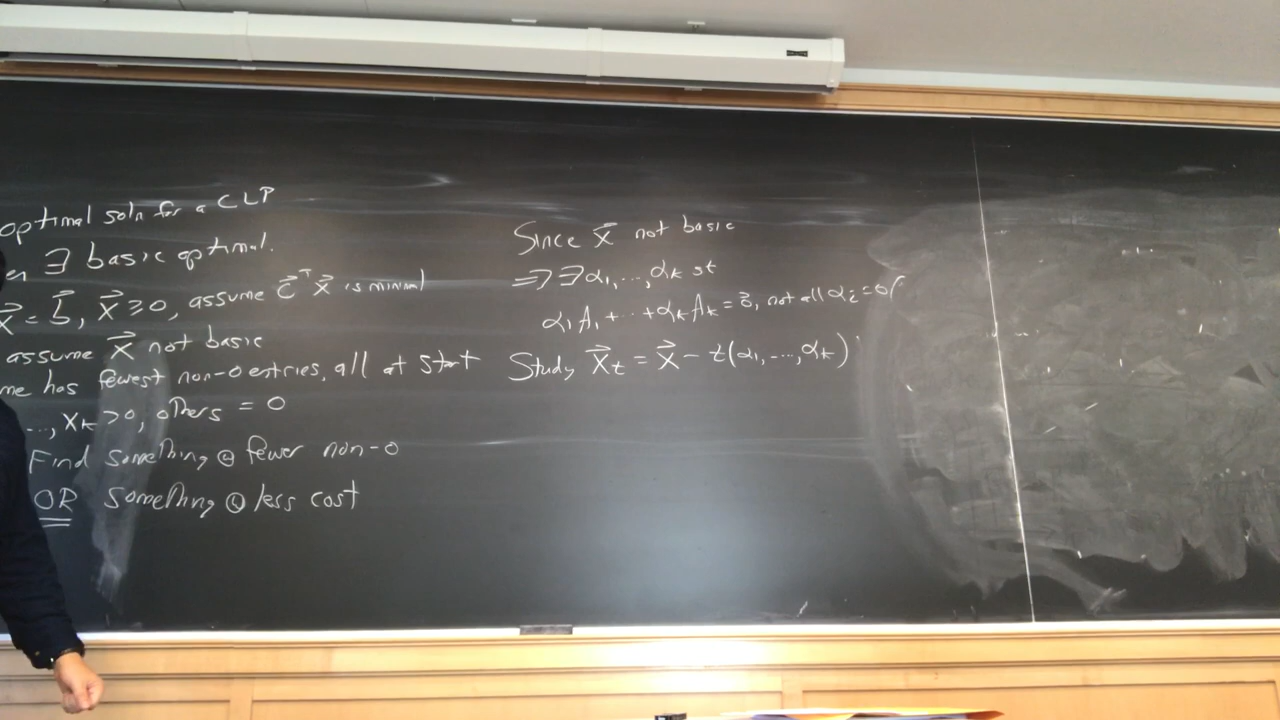 optimal soln for a CLP
∃ basic optimal.
x⃗ = b⃗, x⃗ ≥ 0, assume c⃗ᵀ x⃗ is minimal
assume x⃗ not basic
me has fewest non-0 entries, all at start
..., xₖ > 0, others = 0
Find something @ fewer non-0
OR something @ less cost
Since x⃗ not basic
⇒ ∃ α₁, ..., αₖ st
α₁A₁ + ... + αₖAₖ = 0⃗, not all αᵢ = 0
Study x⃗ₜ = x⃗ - t(α₁, ..., αₖ)